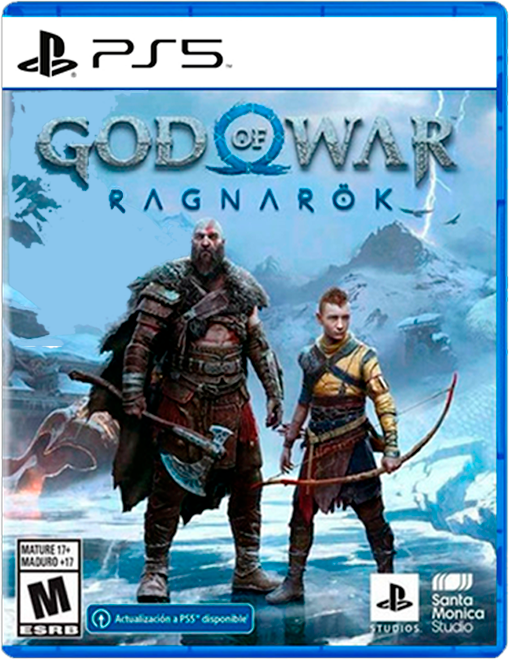 PS5
GOD OF WAR
RAGNARÖK
MATURE 17+
MADURO +17
M
ESRB
Actualización a PS5™ disponible
STUDIOS
Santa
Monica
Studio